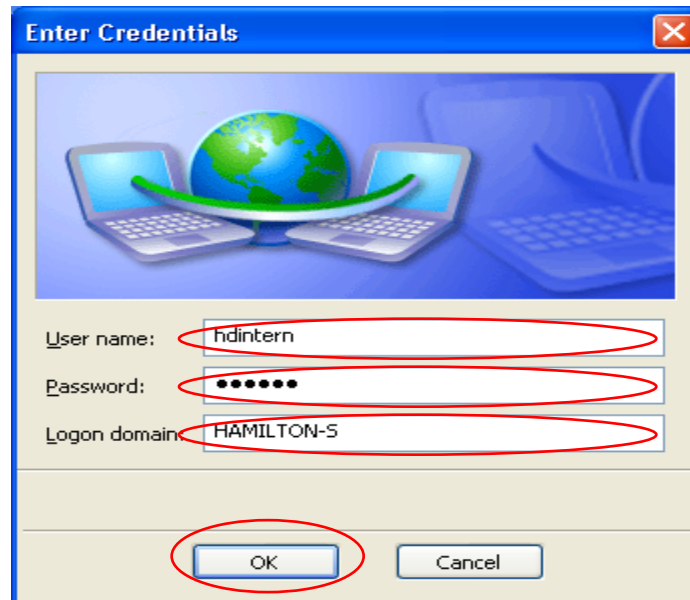 Enter Credentials
User name: hdintern
Password: ●●●●●●
Logon domain: HAMILTON-S
OK Cancel